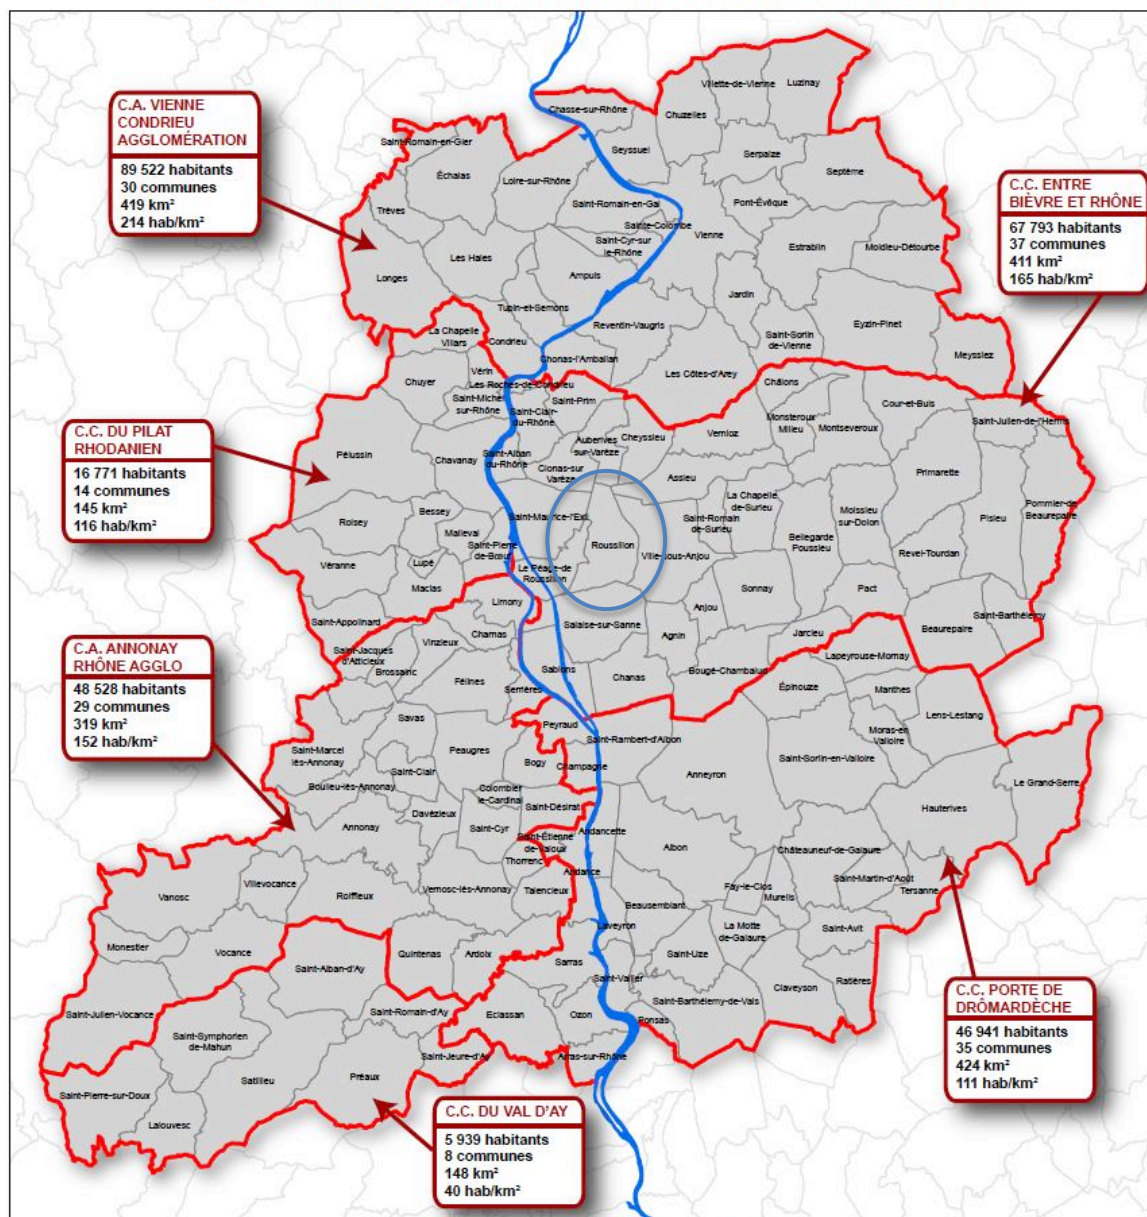 C.A. VIENNE
CONDRIEU
AGGLOMÉRATION
89 522 habitants
30 communes
419 km²
214 hab/km²
C.C. ENTRE
BIÈVRE ET RHÔNE
67 793 habitants
37 communes
411 km²
165 hab/km²
C.C. DU PILAT
RHODANIEN
16 771 habitants
14 communes
145 km²
116 hab/km²
C.A. ANNONAY
RHÔNE AGGLO
48 528 habitants
29 communes
319 km²
152 hab/km²
C.C. PORTE DE
DRÔMARDÈCHE
46 941 habitants
35 communes
424 km²
111 hab/km²
C.C. DU VAL D'AY
5 939 habitants
8 communes
148 km²
40 hab/km²
Villette-de-Vienne
Luzinay
Chasse-sur-Rhône
Chuzelles
Saint-Romain-en-Gier
Seyssuel
Serpaize
Septème
Échalas
Loire-sur-Rhône
Saint-Romain-en-Gal
Pont-Évêque
Trèves
Sainte-Colombe
Vienne
Saint-Cyr-sur
le-Rhône
Estrablin
Moidieu-Détourbe
Les Haies
Longes
Ampuis
Jardin
Tupin-et-Semons
Reventin-Vaugris
Eyzin-Pinet
La Chapelle
Villars
Condrieu
Saint-Sorin
de-Vienne
Meyssiez
Chonas-l'Amballan
Vérin
Les Côtes-d'Arey
Chuyer
Les Roches-de-Condrieu
Châlons
Saint-Michel
sur-Rhône
Saint-Prim
Cour-et-Buis
Saint-Clair-
du-Rhône
Monsteroux
Milieu
Saint-Julien-de-l'Herms
Auberives
sur-Varèze
Cheyssieu
Vernioz
Montseveroux
Pélussin
Chavanay
Saint-Alban
du-Rhône
Clonas-sur
Varèze
Assieu
Primarette
La Chapelle
de-Surieu
Pommier-de
Beaurepaire
Bessey
Roisey
Saint-Maurice-l'Exil
Saint-Romain
de-Surieu
Moissieu
sur-Dolon
Pisieu
Malleval
Bellegarde
Poussieu
Saint-Pierre
de-Bœuf
Roussillon
Ville-sous-Anjou
Revel-Tourdan
Véranne
Lupé
Le Péage-de
Roussillon
Maclas
Sonnay
Pact
Limony
Anjou
Saint-Barthélemy
Saint-Appolinard
Salaise-sur-Sanne
Beaurepaire
Charnas
Agnin
Jarcieu
Vinzieux
Saint-Jacques
d'Atticieux
Lapeyrouse-Mornay
Brossainc
Sablons
Chanas
Bougé-Chambalud
Félines
Serrières
Épinouze
Manthes
Savas
Peyraud
Lens-Lestang
Saint-Rambert-d'Albon
Moras-en
Valloire
Saint-Marcel
lès-Annonay
Peaugres
Bogy
Champagne
Saint-Sorlin-en-Valloire
Saint-Clair
Anneyron
Le Grand-Serre
Boulieu-lès-Annonay
Colombier
le-Cardinal
Saint-Désirat
Hauterives
Davézieux
Annonay
Saint-Cyr
Saint-Étienne
de-Valoux
Andancette
Albon
Châteauneuf-de-Galaure
Thorrenc
Andance
Saint-Martin-d'Août
Villevocance
Talencieux
Fay-le-Clos
Mureils
Tersanne
Vanosc
Roiffieux
Vernosc-lès-Annonay
Beausemblant
Laveyron
La Motte
de-Galaure
Saint-Avit
Monestier
Vocance
Quintenas
Ardoix
Sarras
Saint-Uze
Saint-Alban-d'Ay
Saint-Vallier
Claveyson
Ratières
Saint-Julien-Vocance
Saint-Romain-d'Ay
Eclassan
Ozon
Saint-Barthélemy-de-Vals
Ponsas
Saint-Symphorien
de-Mahun
Saint-Jeure-d'Ay
Arras-sur-Rhône
Préaux
Satillieu
Saint-Pierre-sur-Doux
Lalouvesc